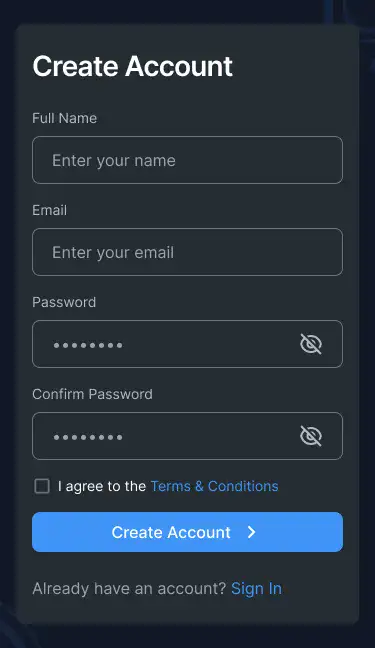 Create Account
Full Name
Enter your name
Email
Enter your email
Password
••••••••
Confirm Password
••••••••
I agree to the Terms & Conditions
Create Account
Already have an account? Sign In